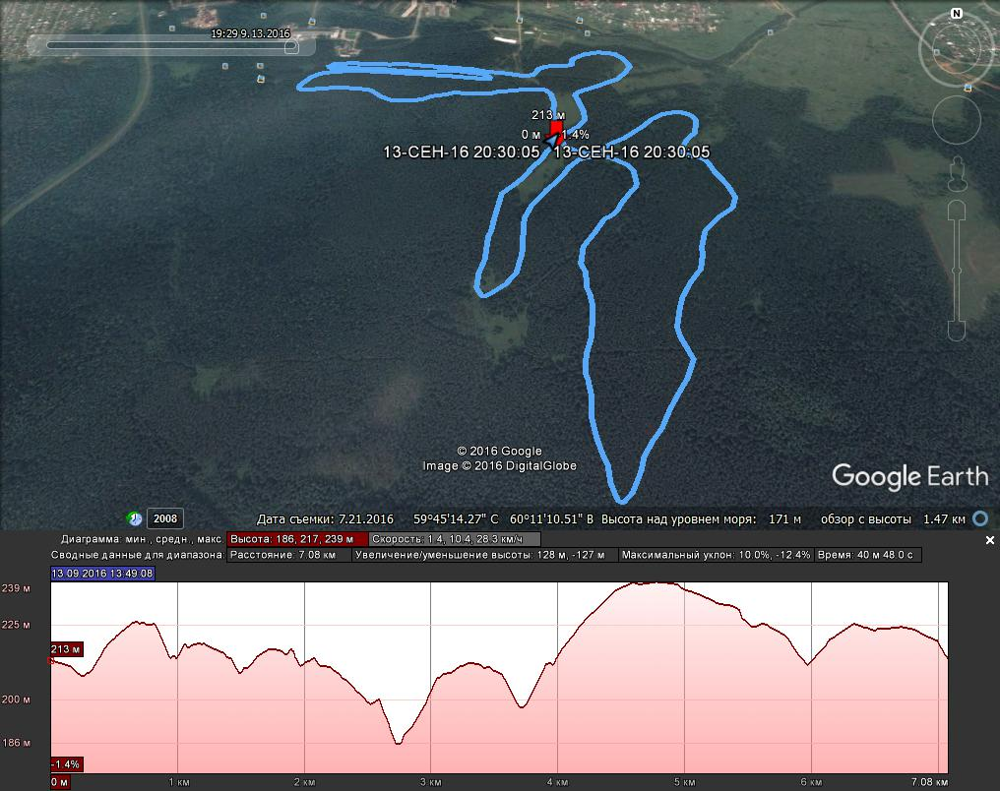 N
19:29 9.13.2016
213 м
0 м 1.4%
13-СЕН-16 20:30:05 13-СЕН-16 20:30:05
© 2016 Google
Image © 2016 DigitalGlobe
Google Earth
2008 Дата съемки: 7.21.2016 59°45'14.27" С 60°11'10.51" В Высота над уровнем моря: 171 м обзор с высоты 1.47 км
Диаграмма: мин., средн., макс. Высота: 186, 217, 239 м Скорость: 1.4, 10.4, 28.3 км/ч
Сводные данные для диапазона: Расстояние: 7.08 км Увеличение/уменьшение высоты: 128 м, -127 м Максимальный уклон: 10.0%, -12.4% Время: 40 м 48.0 с
13.09.2016 13:49:08
239 м
225 м
213 м
200 м
186 м
-1.4%
0 м 1 км 2 км 3 км 4 км 5 км 6 км 7.08 км